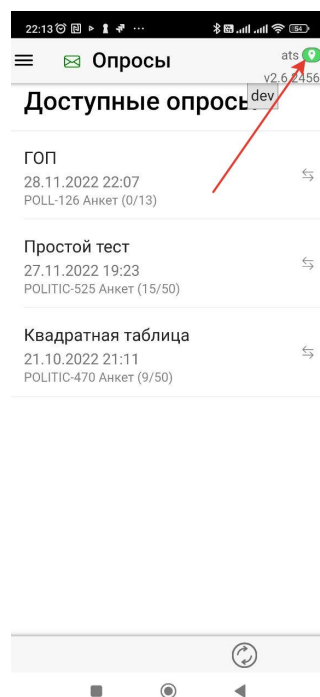 22:13
54
Опросы
ats
v2.6.2456
dev
Доступные опросы
ГОП
28.11.2022 22:07
POLL-126 Анкет (0/13)
Простой тест
27.11.2022 19:23
POLITIC-525 Анкет (15/50)
Квадратная таблица
21.10.2022 21:11
POLITIC-470 Анкет (9/50)